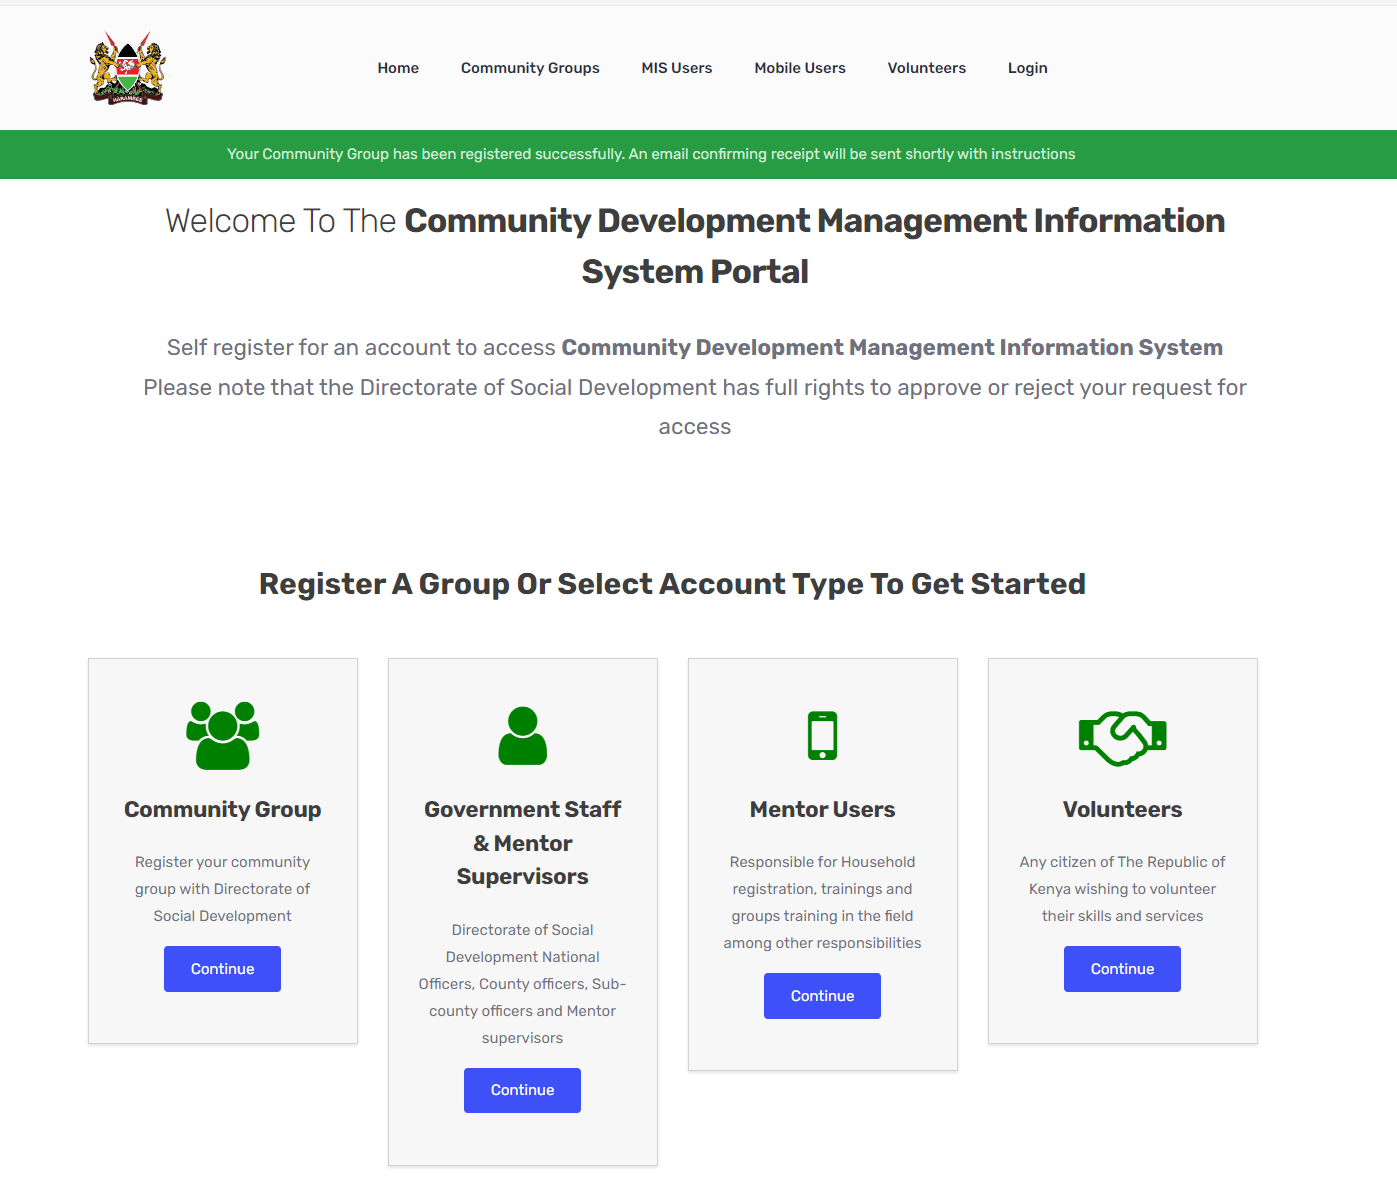 HARAMBEE
Home Community Groups MIS Users Mobile Users Volunteers Login
Your Community Group has been registered successfully. An email confirming receipt will be sent shortly with instructions
Welcome To The Community Development Management Information
System Portal
Self register for an account to access Community Development Management Information System
Please note that the Directorate of Social Development has full rights to approve or reject your request for
access
Register A Group Or Select Account Type To Get Started
Community Group
Register your community
group with Directorate of
Social Development
Continue
Government Staff
& Mentor
Supervisors
Directorate of Social
Development National
Officers, County officers, Sub-
county officers and Mentor
supervisors
Continue
Mentor Users
Responsible for Household
registration, trainings and
groups training in the field
among other responsibilities
Continue
Volunteers
Any citizen of The Republic of
Kenya wishing to volunteer
their skills and services
Continue